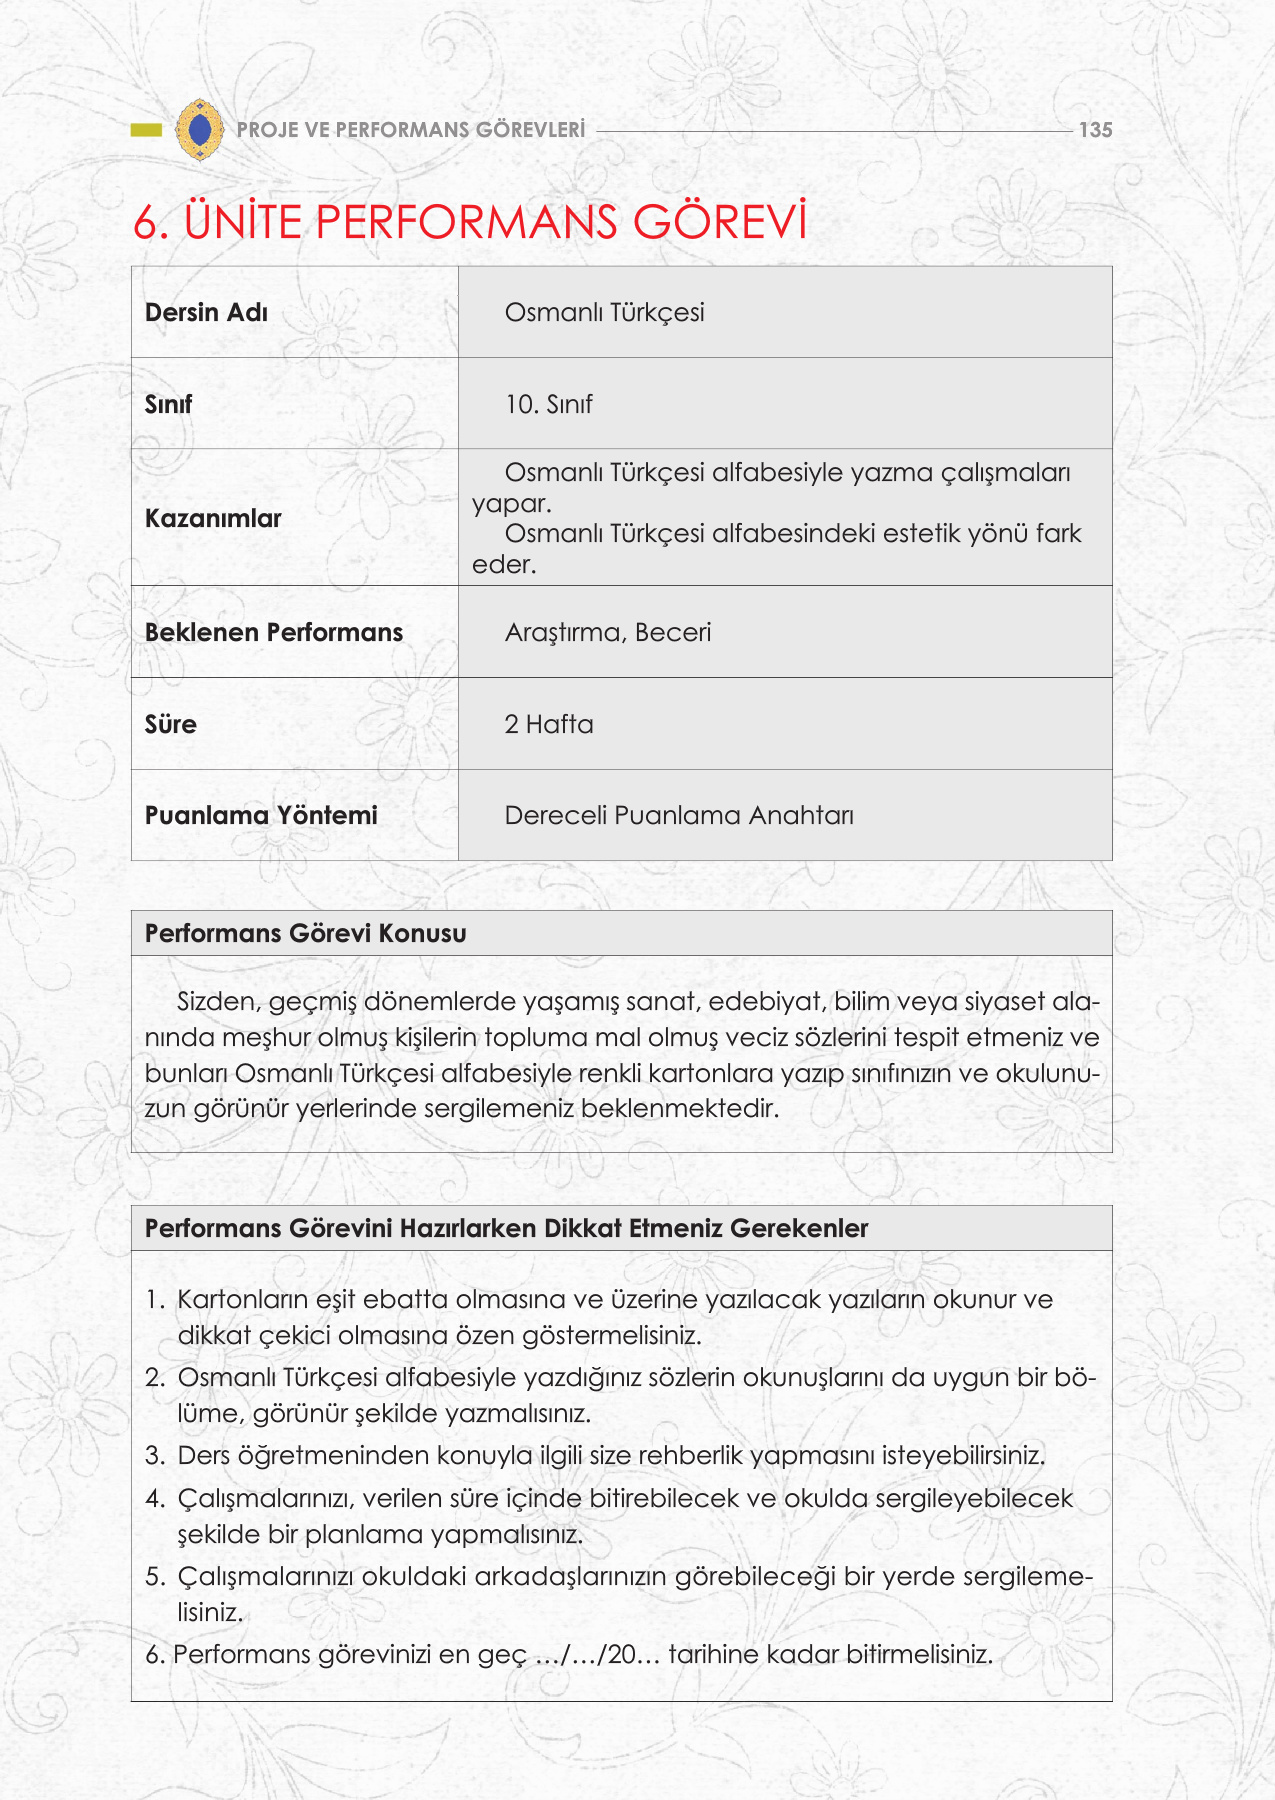 PROJE VE PERFORMANS GÖREVLERİ 135
6. ÜNİTE PERFORMANS GÖREVİ
Dersin Adı
Osmanlı Türkçesi
Sınıf
10. Sınıf
Kazanımlar
Osmanlı Türkçesi alfabesiyle yazma çalışmaları
yapar.
Osmanlı Türkçesi alfabesindeki estetik yönü fark
eder.
Beklenen Performans
Araştırma, Beceri
Süre
2 Hafta
Puanlama Yöntemi
Dereceli Puanlama Anahtarı
Performans Görevi Konusu
Sizden, geçmiş dönemlerde yaşamış sanat, edebiyat, bilim veya siyaset ala-
nında meşhur olmuş kişilerin topluma mal olmuş veciz sözlerini tespit etmeniz ve
bunları Osmanlı Türkçesi alfabesiyle renkli kartonlara yazıp sınıfınızın ve okulunu-
zun görünür yerlerinde sergilemeniz beklenmektedir.
Performans Görevini Hazırlarken Dikkat Etmeniz Gerekenler
1. Kartonların eşit ebatta olmasına ve üzerine yazılacak yazıların okunur ve
dikkat çekici olmasına özen göstermelisiniz.
2. Osmanlı Türkçesi alfabesiyle yazdığınız sözlerin okunuşlarını da uygun bir bö-
lüme, görünür şekilde yazmalısınız.
3. Ders öğretmeninden konuyla ilgili size rehberlik yapmasını isteyebilirsiniz.
4. Çalışmalarınızı, verilen süre içinde bitirebilecek ve okulda sergileyebilecek
şekilde bir planlama yapmalısınız.
5. Çalışmalarınızı okuldaki arkadaşlarınızın görebileceği bir yerde sergileme-
lisiniz.
6. Performans görevinizi en geç …/…/20… tarihine kadar bitirmelisiniz.